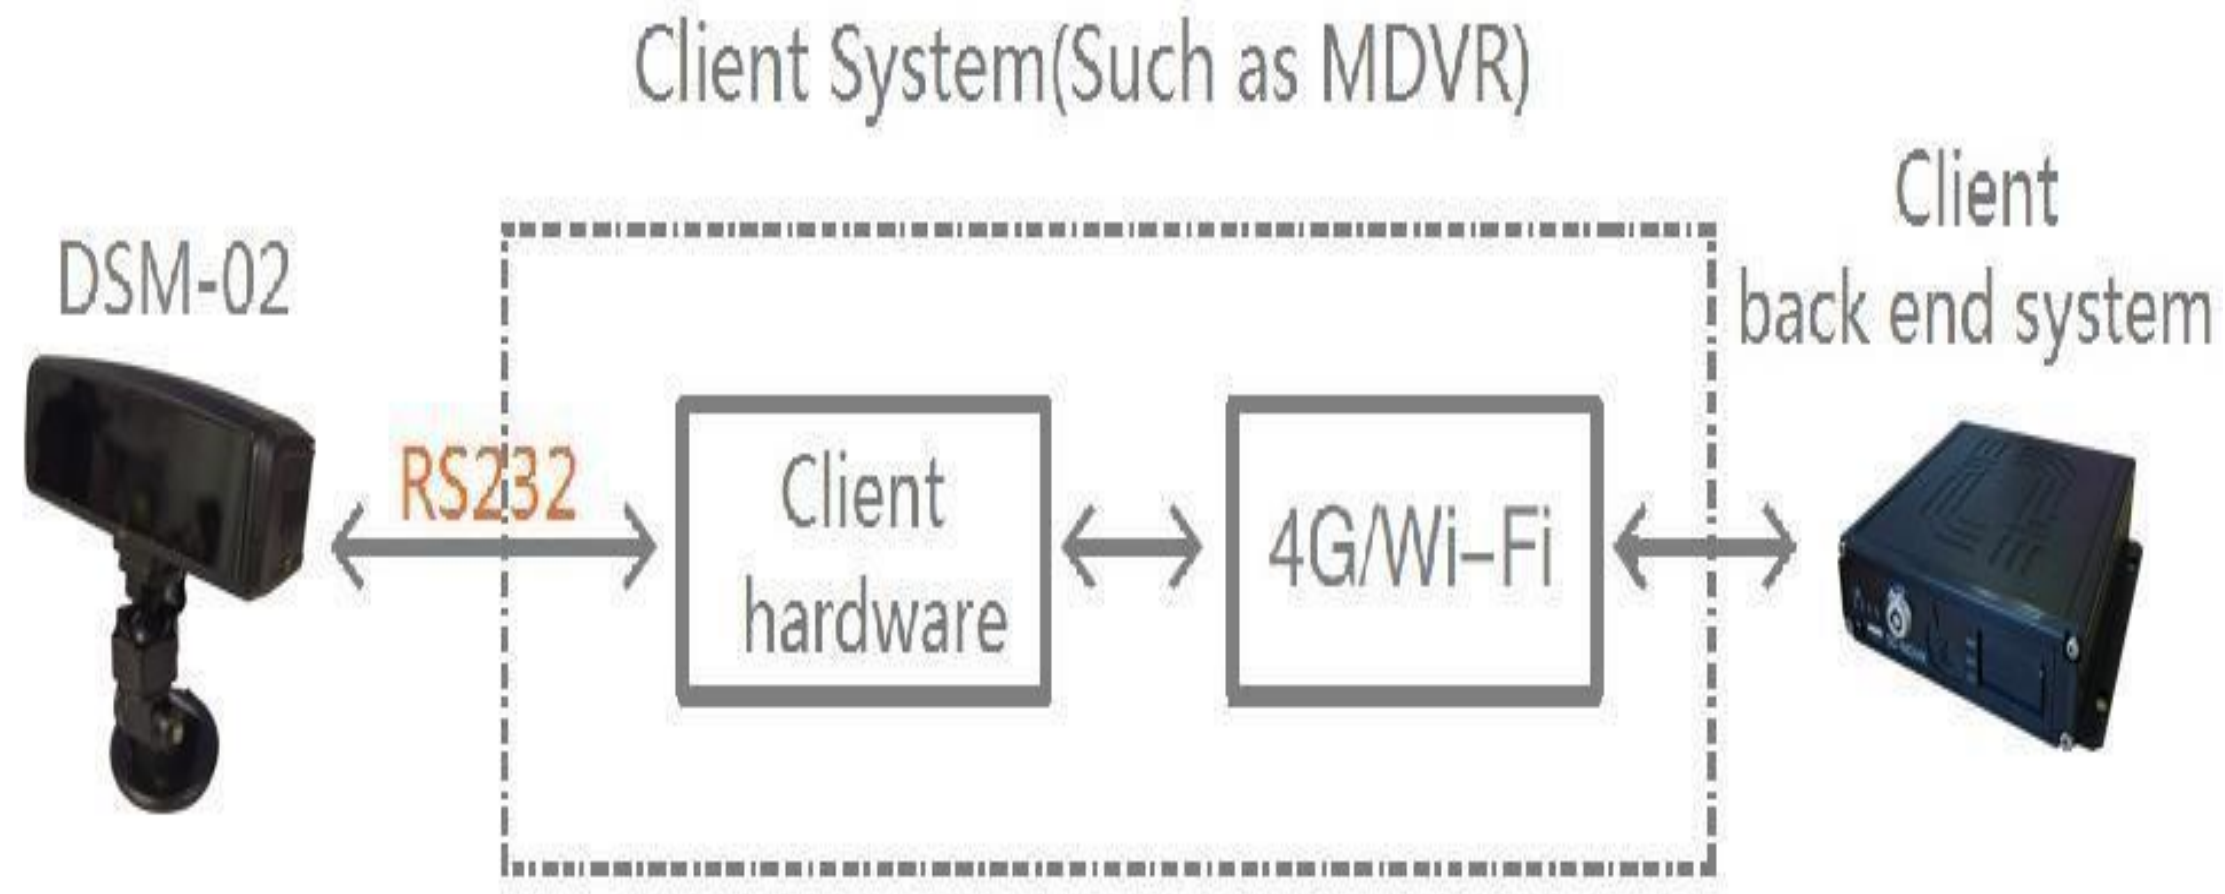 Client System(Such as MDVR)
Client
back end system
DSM-02
RS232
Client
hardware
4G/Wi-Fi